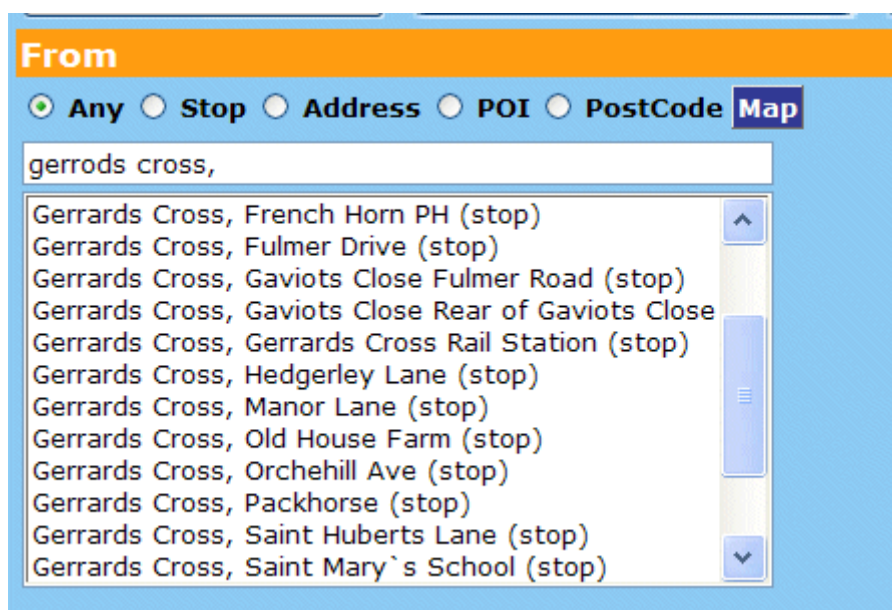 From
Any Stop Address POI PostCode Map
gerrods cross,
Gerrards Cross, French Horn PH (stop)
Gerrards Cross, Fulmer Drive (stop)
Gerrards Cross, Gaviots Close Fulmer Road (stop)
Gerrards Cross, Gaviots Close Rear of Gaviots Close
Gerrards Cross, Gerrards Cross Rail Station (stop)
Gerrards Cross, Hedgerley Lane (stop)
Gerrards Cross, Manor Lane (stop)
Gerrards Cross, Old House Farm (stop)
Gerrards Cross, Orchehill Ave (stop)
Gerrards Cross, Packhorse (stop)
Gerrards Cross, Saint Huberts Lane (stop)
Gerrards Cross, Saint Mary`s School (stop)